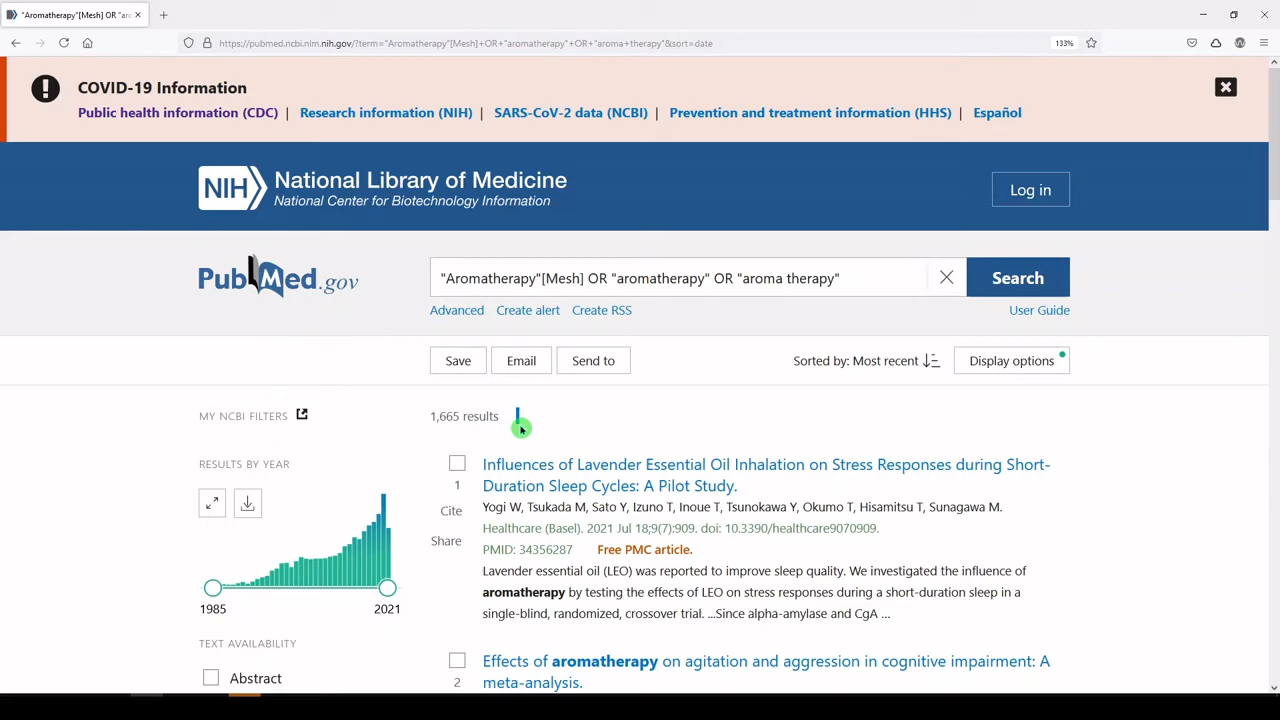 "Aromatherapy"[Mesh] OR "aro
https://pubmed.ncbi.nlm.nih.gov/?term="Aromatherapy"[Mesh]+OR+"aromatherapy"+OR+"aroma+therapy"&sort=date
133%
COVID-19 Information
Public health information (CDC) | Research information (NIH) | SARS-CoV-2 data (NCBI) | Prevention and treatment information (HHS) | Español
NIH National Library of Medicine
National Center for Biotechnology Information
Log in
PubMed.gov
"Aromatherapy"[Mesh] OR "aromatherapy" OR "aroma therapy"
Search
Advanced Create alert Create RSS
User Guide
Save Email Send to
Sorted by: Most recent
Display options
MY NCBI FILTERS
1,665 results
RESULTS BY YEAR
1985 2021
TEXT AVAILABILITY
Abstract
Influences of Lavender Essential Oil Inhalation on Stress Responses during Short-
Duration Sleep Cycles: A Pilot Study.
1
Cite
Share
Yogi W, Tsukada M, Sato Y, Izuno T, Inoue T, Tsunokawa Y, Okumo T, Hisamitsu T, Sunagawa M.
Healthcare (Basel). 2021 Jul 18;9(7):909. doi: 10.3390/healthcare9070909.
PMID: 34356287 Free PMC article.
Lavender essential oil (LEO) was reported to improve sleep quality. We investigated the influence of
aromatherapy by testing the effects of LEO on stress responses during a short-duration sleep in a
single-blind, randomized, crossover trial. ...Since alpha-amylase and CgA ...
Effects of aromatherapy on agitation and aggression in cognitive impairment: A
meta-analysis.
2